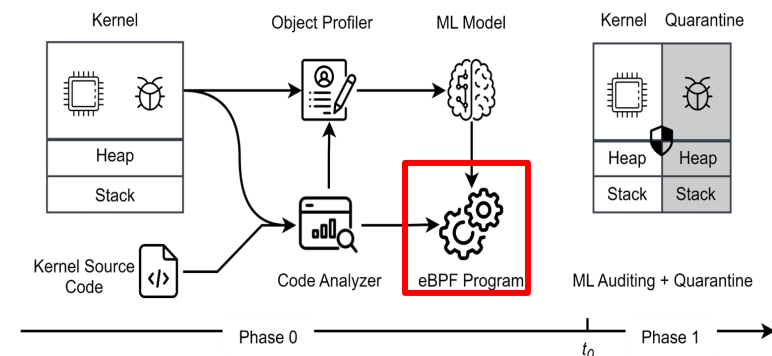 Kernel
Object Profiler
ML Model
Kernel
Quarantine
Heap
Stack
Heap
Heap
Stack
Stack
Kernel Source
Code
</>
Code Analyzer
eBPF Program
ML Auditing + Quarantine
Phase 0
t0
Phase 1